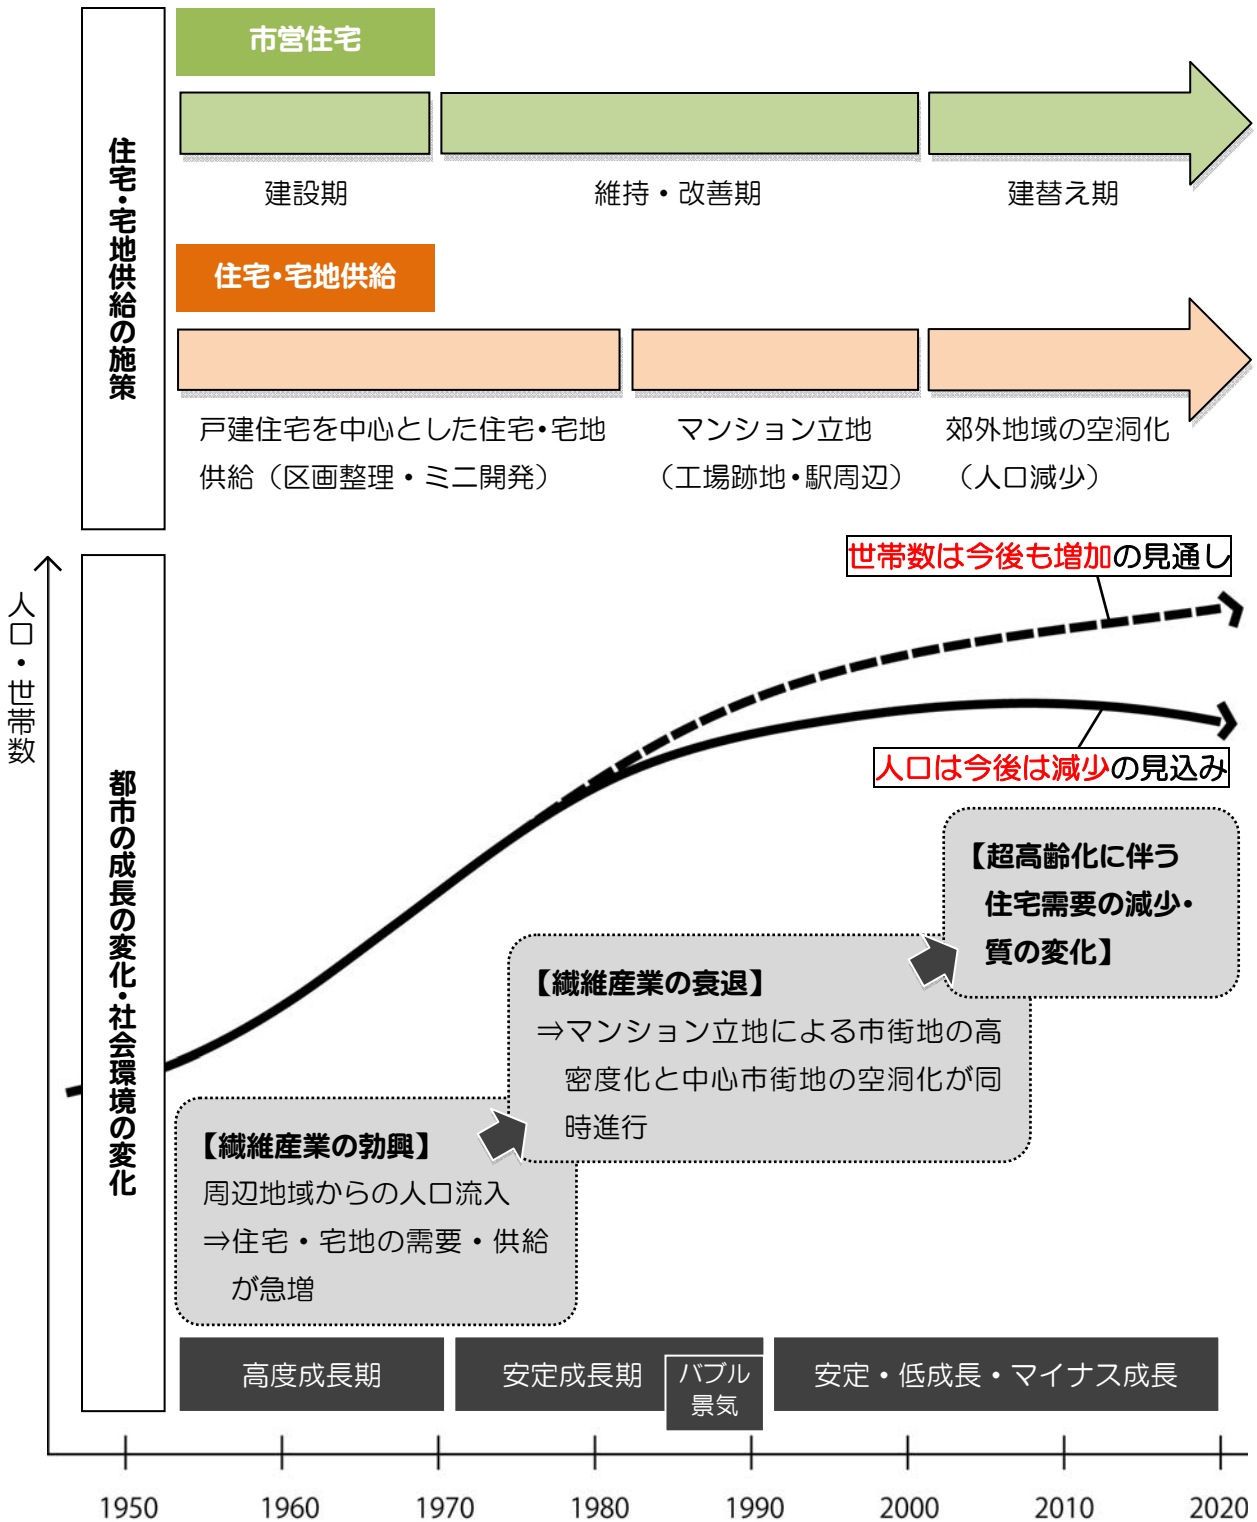 住宅・宅地供給の施策
市営住宅
建設期
維持・改善期
建替え期
住宅・宅地供給
戸建住宅を中心とした住宅・宅地
供給（区画整理・ミニ開発）
マンション立地
（工場跡地・駅周辺）
郊外地域の空洞化
（人口減少）
人口・世帯数
都市の成長の変化・社会環境の変化
世帯数は今後も増加の見通し
人口は今後は減少の見込み
【超高齢化に伴う
住宅需要の減少・
質の変化】
【繊維産業の衰退】
⇒マンション立地による市街地の高
密度化と中心市街地の空洞化が同
時進行
【繊維産業の勃興】
周辺地域からの人口流入
⇒住宅・宅地の需要・供給
が急増
高度成長期
安定成長期
バブル
景気
安定・低成長・マイナス成長
1950 1960 1970 1980 1990 2000 2010 2020